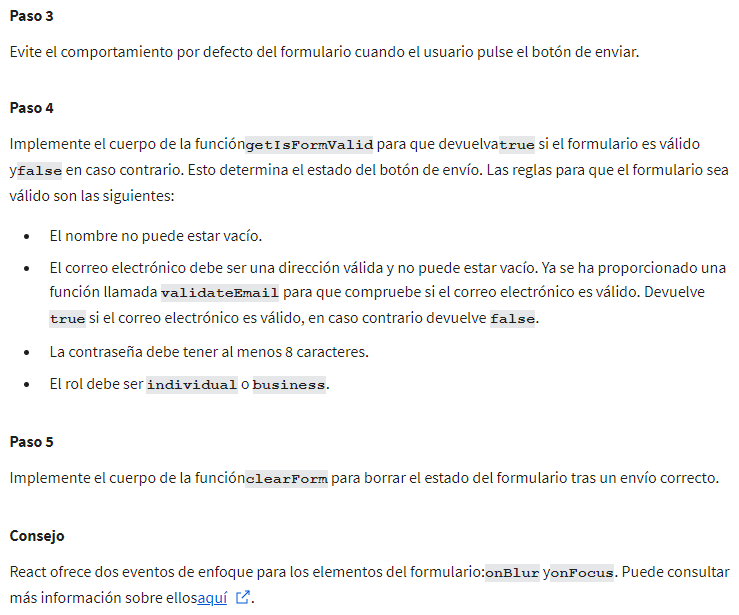 Paso 3
Evite el comportamiento por defecto del formulario cuando el usuario pulse el botón de enviar.
Paso 4
Implemente el cuerpo de la función getIsFormValid para que devuelva true si el formulario es válido
y false en caso contrario. Esto determina el estado del botón de envío. Las reglas para que el formulario sea
válido son las siguientes:
• El nombre no puede estar vacío.
• El correo electrónico debe ser una dirección válida y no puede estar vacío. Ya se ha proporcionado una
función llamada validateEmail para que compruebe si el correo electrónico es válido. Devuelve
true si el correo electrónico es válido, en caso contrario devuelve false.
• La contraseña debe tener al menos 8 caracteres.
• El rol debe ser individual o business.
Paso 5
Implemente el cuerpo de la función clearForm para borrar el estado del formulario tras un envío correcto.
Consejo
React ofrece dos eventos de enfoque para los elementos del formulario: onBlur y onFocus. Puede consultar
más información sobre ellos aquí.